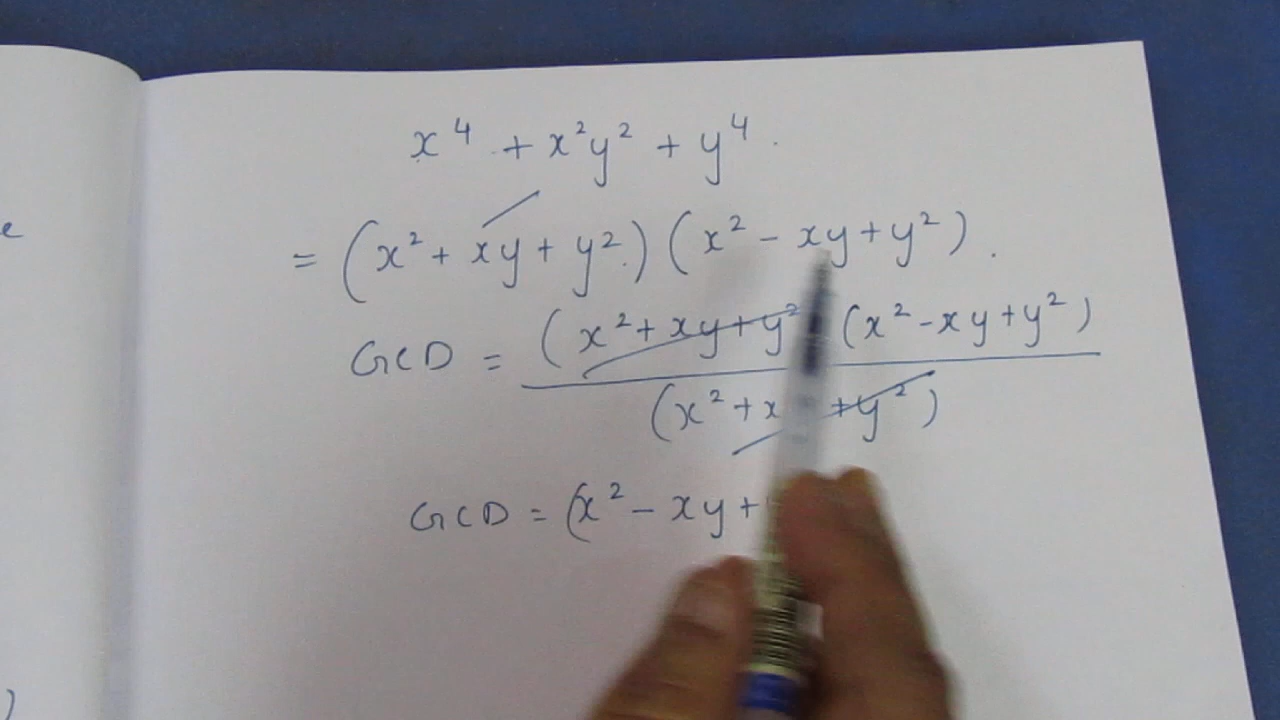 x⁴ + x²y² + y⁴.
= (x² + xy + y².) (x² - xy + y²).
GCD = (x² + xy + y² (x² - xy + y²)
(x² + x + y²)
GCD = (x² - xy +
e
)